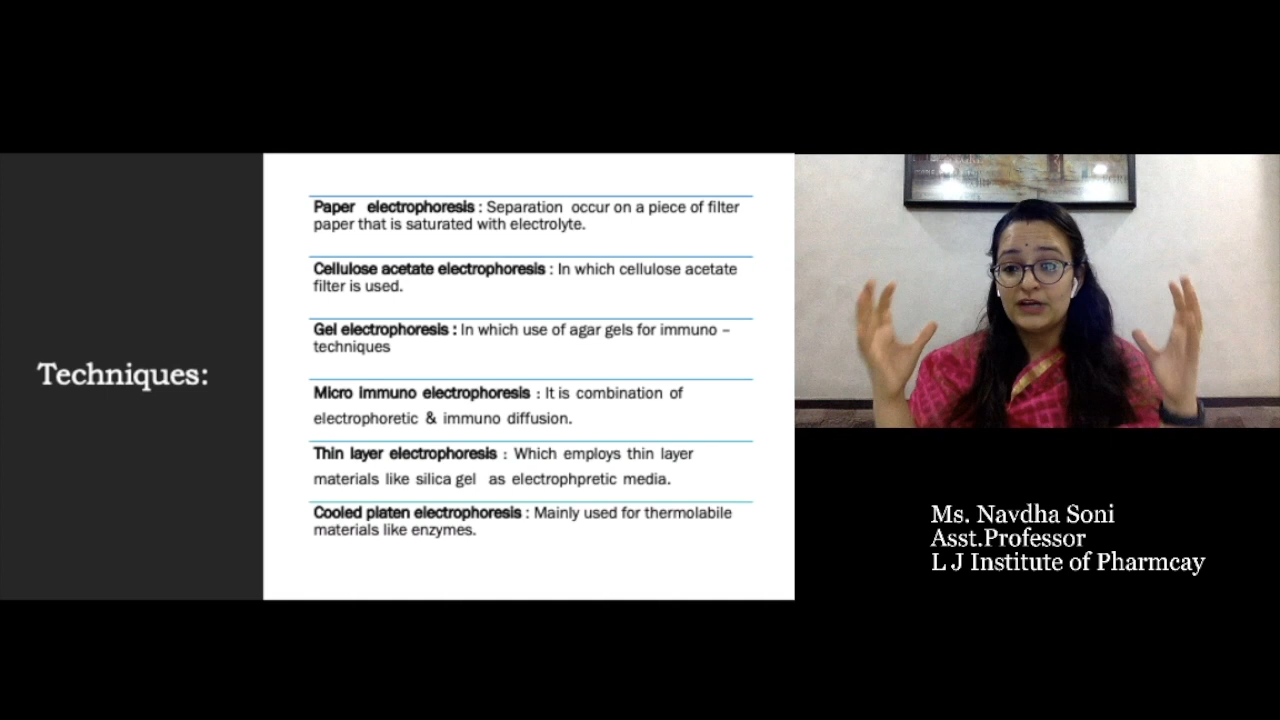 Techniques:
Paper electrophoresis : Separation occur on a piece of filter
paper that is saturated with electrolyte.
Cellulose acetate electrophoresis : In which cellulose acetate
filter is used.
Gel electrophoresis : In which use of agar gels for immuno –
techniques
Micro immuno electrophoresis : It is combination of
electrophoretic & immuno diffusion.
Thin layer electrophoresis : Which employs thin layer
materials like silica gel as electrophpretic media.
Cooled platen electrophoresis : Mainly used for thermolabile
materials like enzymes.
Ms. Navdha Soni
Asst.Professor
L J Institute of Pharmcay